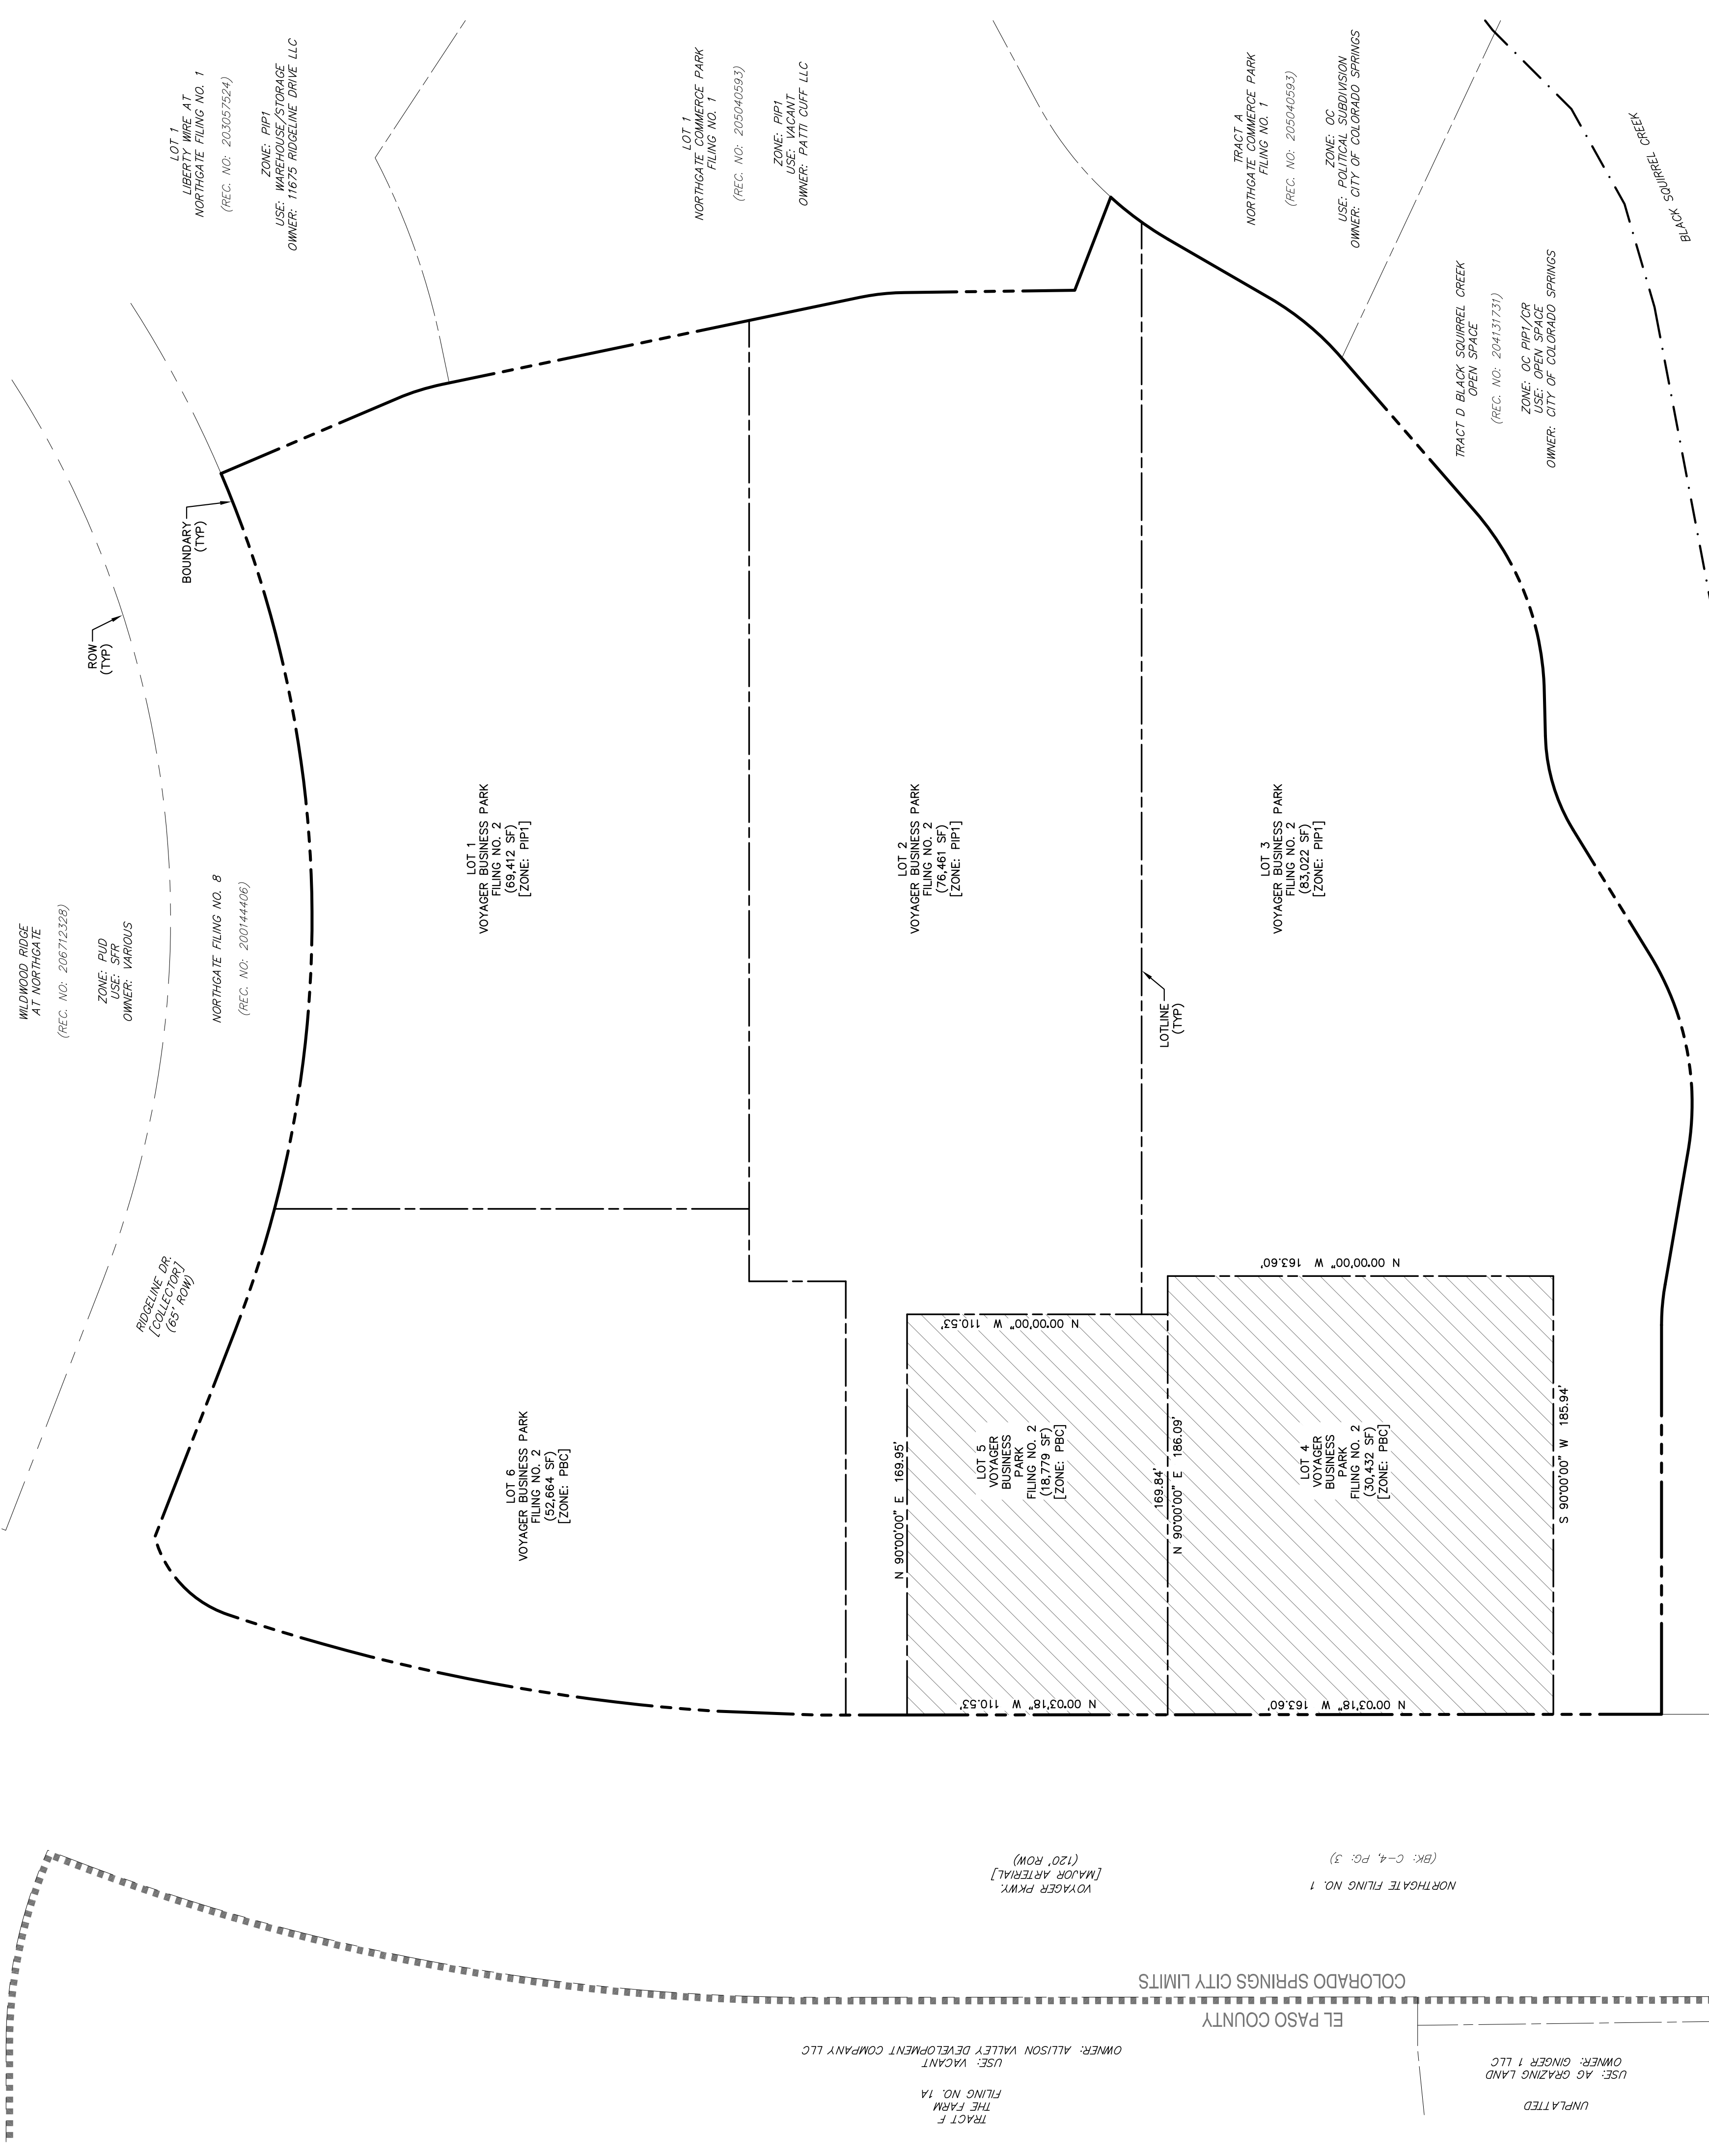 WILDWOOD RIDGE
AT NORTHGATE
(REC. NO: 206712328)
ZONE: PUD
USE: SFR
OWNER: VARIOUS
NORTHGATE FILING NO. 8
(REC. NO: 200144406)
ROW
(TYP)
BOUNDARY
(TYP)
LOT 1
LIBERTY WIRE AT
NORTHGATE FILING NO. 1
(REC. NO: 203057524)
ZONE: PIP1
USE: WAREHOUSE/STORAGE
OWNER: 11675 RIDGELINE DRIVE LLC
LOT 1
NORTHGATE COMMERCE PARK
FILING NO. 1
(REC. NO: 205040593)
ZONE: PIP1
USE: VACANT
OWNER: PATTI CUFF LLC
TRACT A
NORTHGATE COMMERCE PARK
FILING NO. 1
(REC. NO: 205040593)
ZONE: OC
USE: POLITICAL SUBDIVISION
OWNER: CITY OF COLORADO SPRINGS
TRACT D BLACK SQUIRREL CREEK
OPEN SPACE
(REC. NO: 204131731)
ZONE: OC PIP1/CR
USE: OPEN SPACE
OWNER: CITY OF COLORADO SPRINGS
BLACK SQUIRREL CREEK
RIDGELINE DR.
[COLLECTOR]
(65' ROW)
LOT 1
VOYAGER BUSINESS PARK
FILING NO. 2
(69,412 SF)
[ZONE: PIP1]
LOT 2
VOYAGER BUSINESS PARK
FILING NO. 2
(76,461 SF)
[ZONE: PIP1]
LOT 3
VOYAGER BUSINESS PARK
FILING NO. 2
(83,022 SF)
[ZONE: PIP1]
LOTLINE
(TYP)
LOT 6
VOYAGER BUSINESS PARK
FILING NO. 2
(52,664 SF)
[ZONE: PBC]
N 90°00'00" E 169.95'
N 00°00'00" W 110.53'
LOT 5
VOYAGER
BUSINESS
PARK
FILING NO. 2
(18,779 SF)
[ZONE: PBC]
N 00°03'18" W 110.53'
169.84'
N 90°00'00" E 186.09'
N 00°00'00" W 163.60'
LOT 4
VOYAGER
BUSINESS
PARK
FILING NO. 2
(30,432 SF)
[ZONE: PBC]
N 00°03'18" W 163.60'
S 90°00'00" W 185.94'
VOYAGER PKWY.
[MAJOR ARTERIAL]
(120' ROW)
NORTHGATE FILING NO. 1
(BK: C-4, PG: 3)
COLORADO SPRINGS CITY LIMITS
EL PASO COUNTY
TRACT F
THE FARM
FILING NO. 1A
USE: VACANT
OWNER: ALLISON VALLEY DEVELOPMENT COMPANY LLC
UNPLATTED
USE: AG GRAZING LAND
OWNER: GINGER 1 LLC